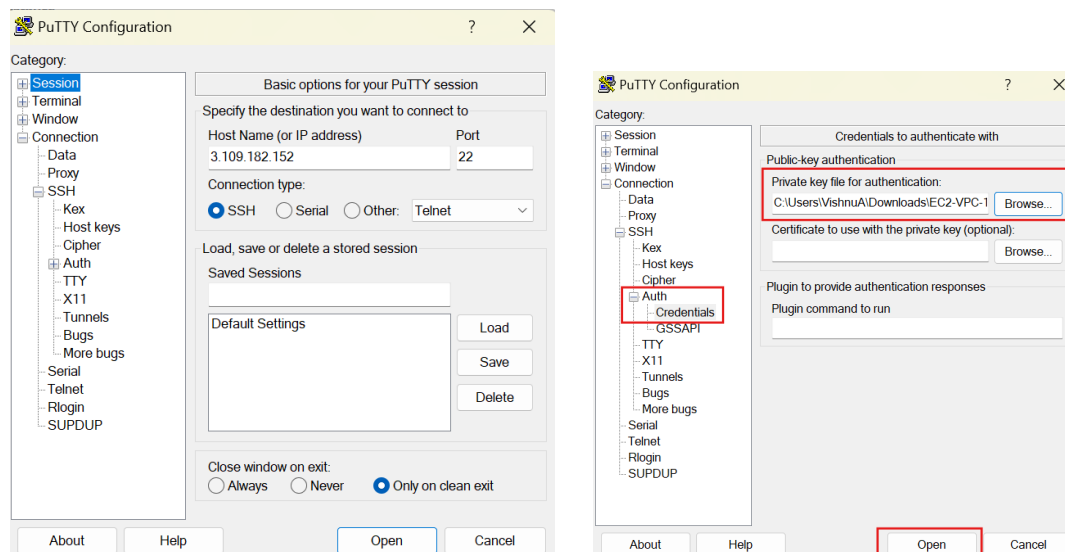 PuTTY Configuration ? ×
Category:
Session
Terminal
Window
Connection
Data
Proxy
SSH
Kex
Host keys
Cipher
Auth
TTY
X11
Tunnels
Bugs
More bugs
Serial
Telnet
Rlogin
SUPDUP
Basic options for your PuTTY session
Specify the destination you want to connect to
Host Name (or IP address) Port
3.109.182.152 22
Connection type:
SSH Serial Other: Telnet
Load, save or delete a stored session
Saved Sessions
Default Settings
Load
Save
Delete
Close window on exit:
Always Never Only on clean exit
About Help Open Cancel
PuTTY Configuration ? ×
Category:
Session
Terminal
Window
Connection
Data
Proxy
SSH
Kex
Host keys
Cipher
Auth
Credentials
GSSAPI
TTY
X11
Tunnels
Bugs
More bugs
Serial
Telnet
Rlogin
SUPDUP
Credentials to authenticate with
Public-key authentication
Private key file for authentication:
C:\Users\VishnuA\Downloads\EC2-VPC-1 Browse...
Certificate to use with the private key (optional):
Browse...
Plugin to provide authentication responses
Plugin command to run
About Help Open Cancel